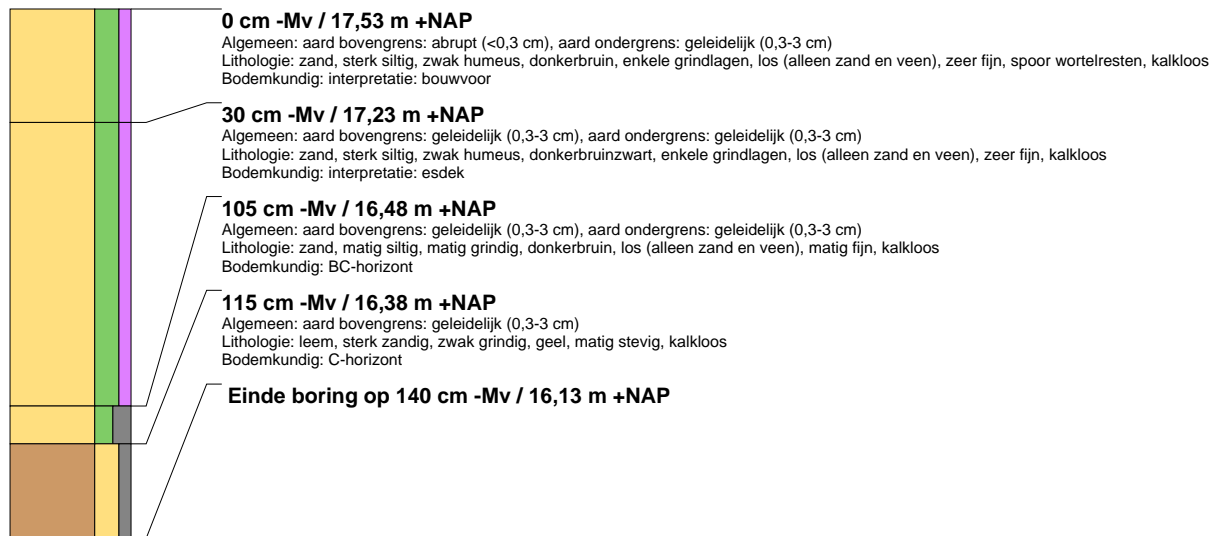 0 cm -Mv / 17,53 m +NAP
Algemeen: aard bovengrens: abrupt (<0,3 cm), aard ondergrens: geleidelijk (0,3-3 cm)
Lithologie: zand, sterk siltig, zwak humeus, donkerbruin, enkele grindlagen, los (alleen zand en veen), zeer fijn, spoor wortelresten, kalkloos
Bodemkundig: interpretatie: bouwvoor
30 cm -Mv / 17,23 m +NAP
Algemeen: aard bovengrens: geleidelijk (0,3-3 cm), aard ondergrens: geleidelijk (0,3-3 cm)
Lithologie: zand, sterk siltig, zwak humeus, donkerbruinzwart, enkele grindlagen, los (alleen zand en veen), zeer fijn, kalkloos
Bodemkundig: interpretatie: esdek
105 cm -Mv / 16,48 m +NAP
Algemeen: aard bovengrens: geleidelijk (0,3-3 cm), aard ondergrens: geleidelijk (0,3-3 cm)
Lithologie: zand, matig siltig, matig grindig, donkerbruin, los (alleen zand en veen), matig fijn, kalkloos
Bodemkundig: BC-horizont
115 cm -Mv / 16,38 m +NAP
Algemeen: aard bovengrens: geleidelijk (0,3-3 cm)
Lithologie: leem, sterk zandig, zwak grindig, geel, matig stevig, kalkloos
Bodemkundig: C-horizont
Einde boring op 140 cm -Mv / 16,13 m +NAP